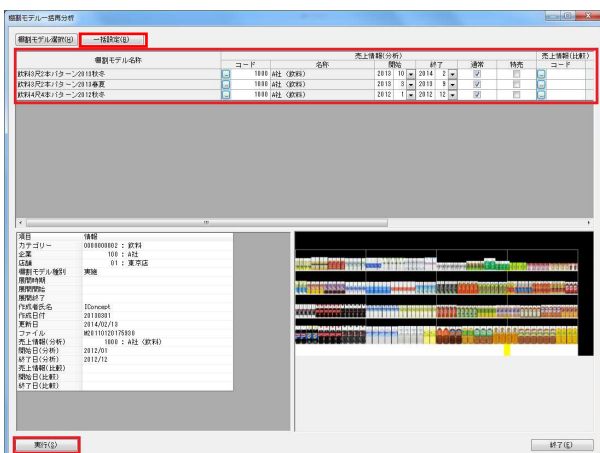 棚割モデル一括再分析
棚割モデル選択(M) 一括設定(B)
棚割モデル名称 売上情報(分析) 売上情報(比較)
コード 名称 開始 終了 通常 特売 コード
飲料3尺2本パターン2013秋冬 ... 1000 A社 (飲料) 2013 10 2014 2 ...
飲料3尺2本パターン2013春夏 ... 1000 A社 (飲料) 2013 3 2013 9 ...
飲料4尺4本パターン2012秋冬 ... 1000 A社 (飲料) 2012 1 2012 12 ...
項目 情報
カテゴリー 0000000002 : 飲料
企業 100 : A社
店舗 01 : 東京店
棚割モデル種別 実施
展開時期
展開開始
展開終了
作成者氏名 IConcept
作成日付 20130301
更新日 2014/02/13
ファイル M20110120175930
売上情報(分析) 1000 : A社 (飲料)
開始日(分析) 2012/01
終了日(分析) 2012/12
売上情報(比較)
開始日(比較)
終了日(比較)
実行(S) 終了(E)